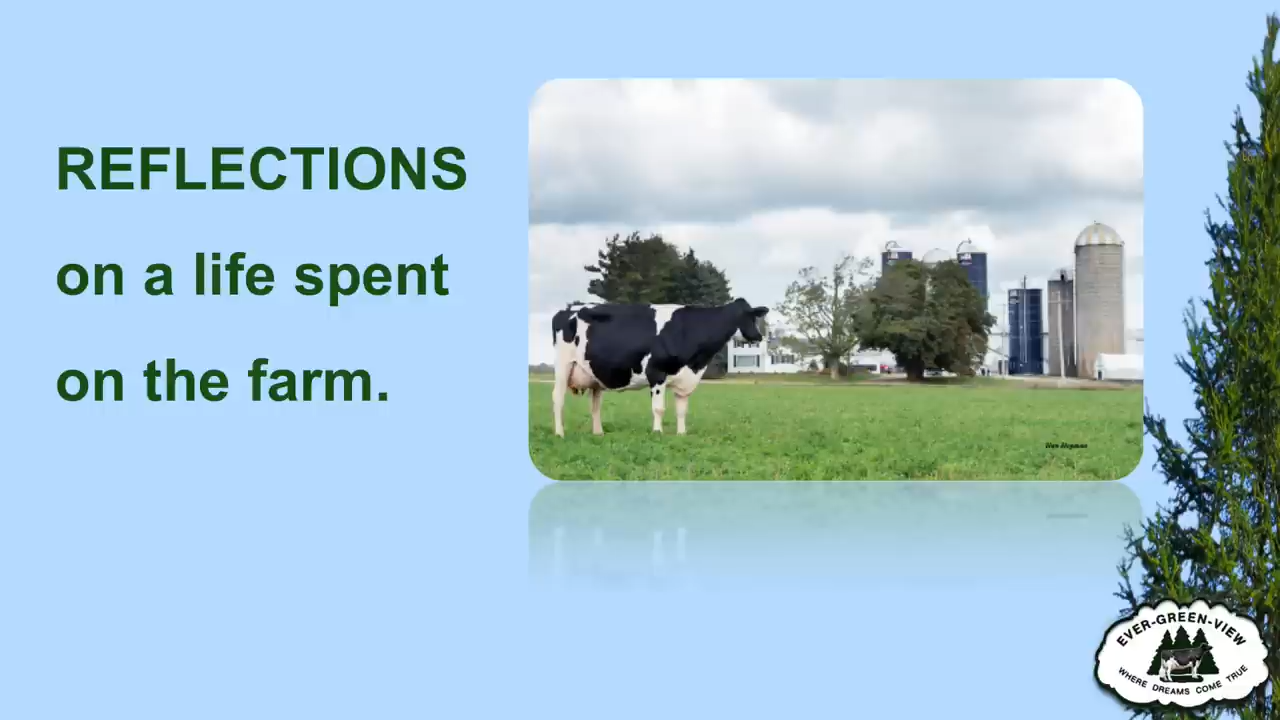 REFLECTIONS
on a life spent
on the farm.
EVER-GREEN-VIEW
WHERE DREAMS COME TRUE